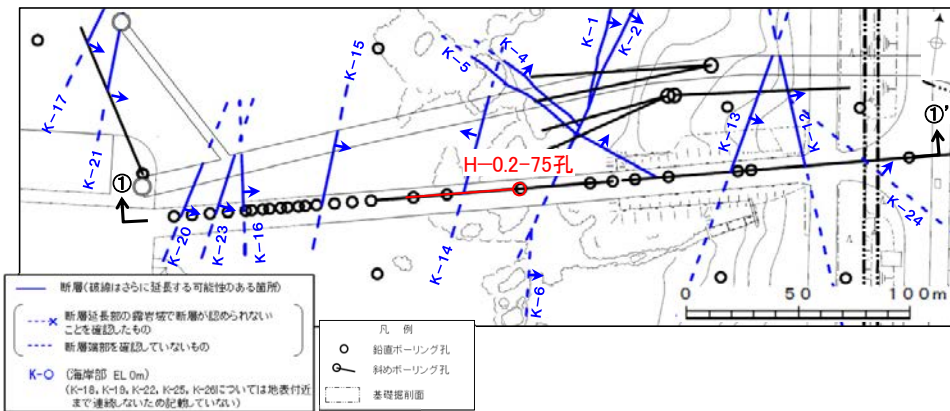 K-1
K-2
K-15
K-4
K-5
K-17
K-13
K-12
①'
H-0.2-75孔
K-21
①
K-24
K-20
K-23
K-16
K-14
K-6
0 50 100m
断層(破線はさらに延長する可能性のある箇所)
断層延長部の露岩域で断層が認められない
ことを確認したもの
断層端部を確認していないもの
K-○ (海岸部 EL.0m)
(K-18, K-19, K-22, K-25, K-26については地表付近
まで連続しないため記載していない)
凡 例
鉛直ボーリング孔
斜めボーリング孔
基礎掘削面